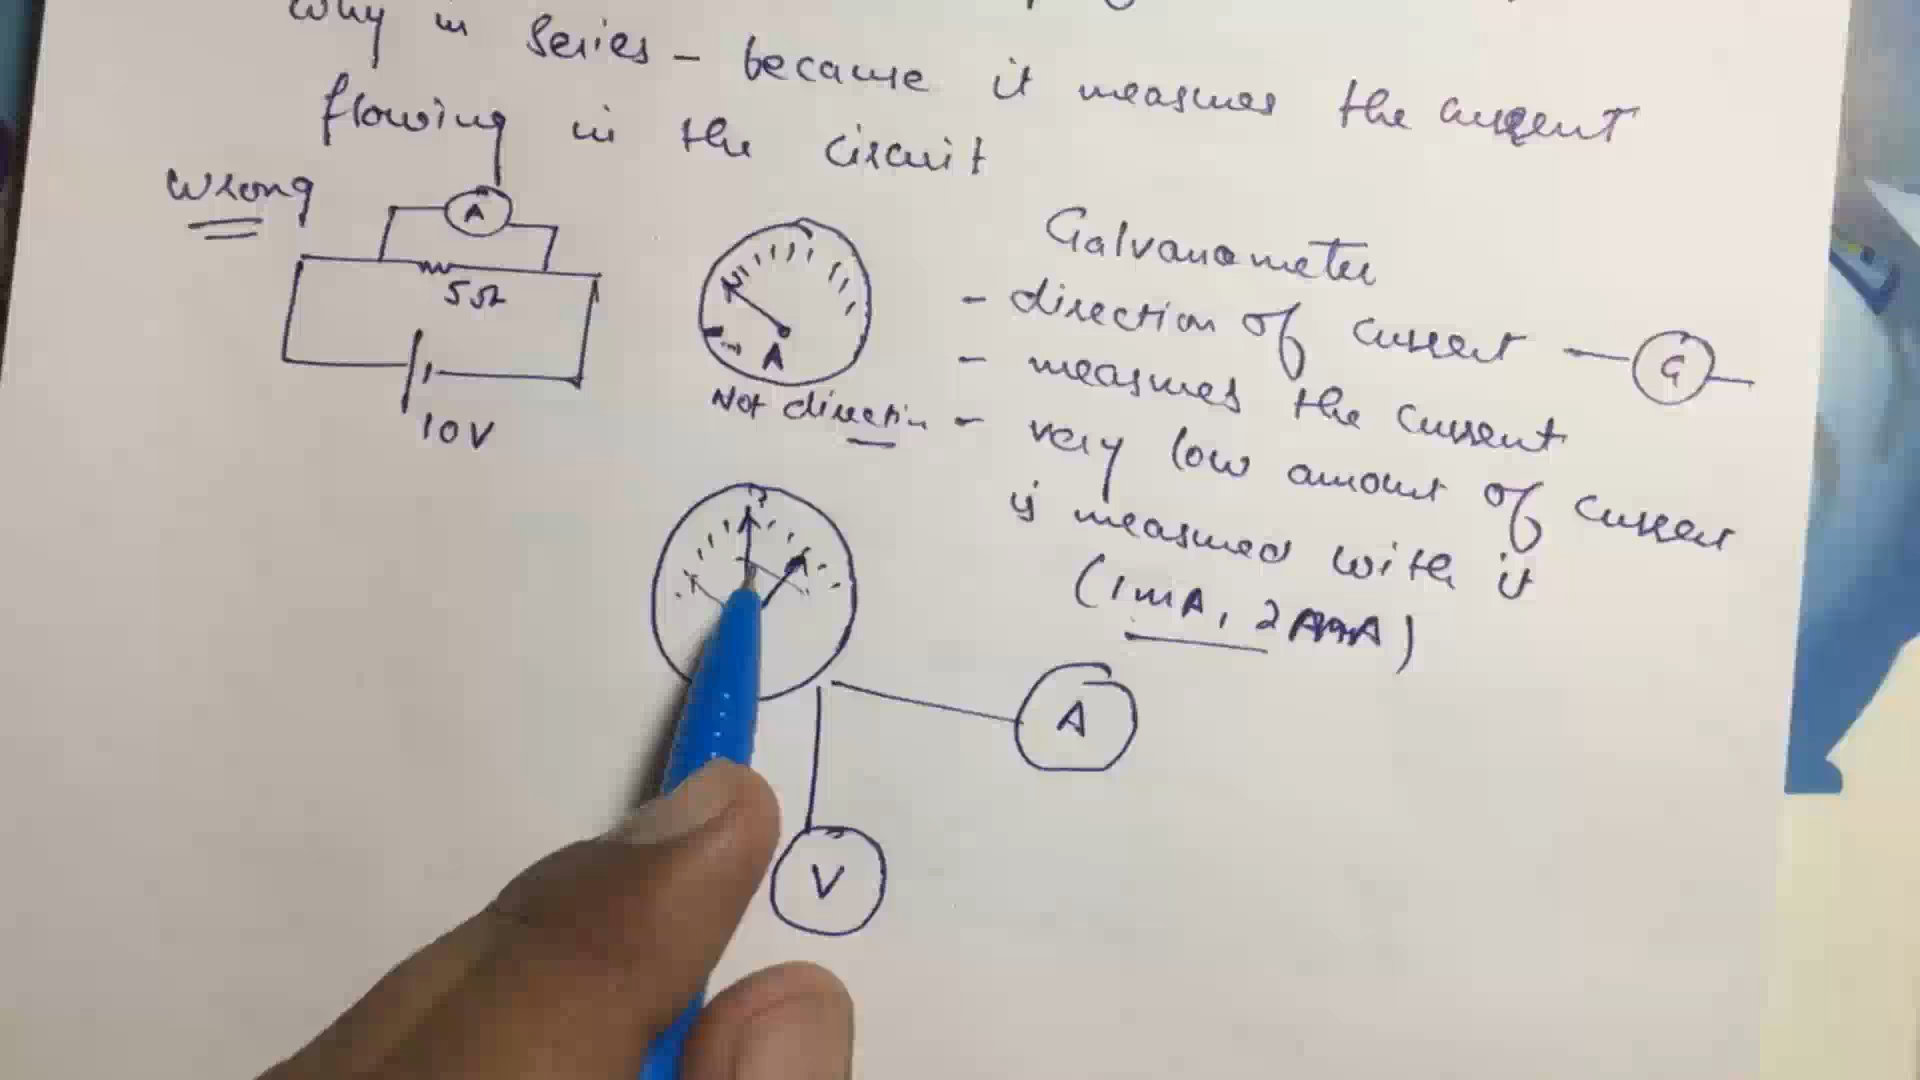 Why in Series - because it measures the current
flowing in the circuit
Wrong
A
5Ω
10V
A
Not direction
Galvanometer
- direction of current
G
- measures the current
- very low amount of current
is measured with it
(1mA,
A
V